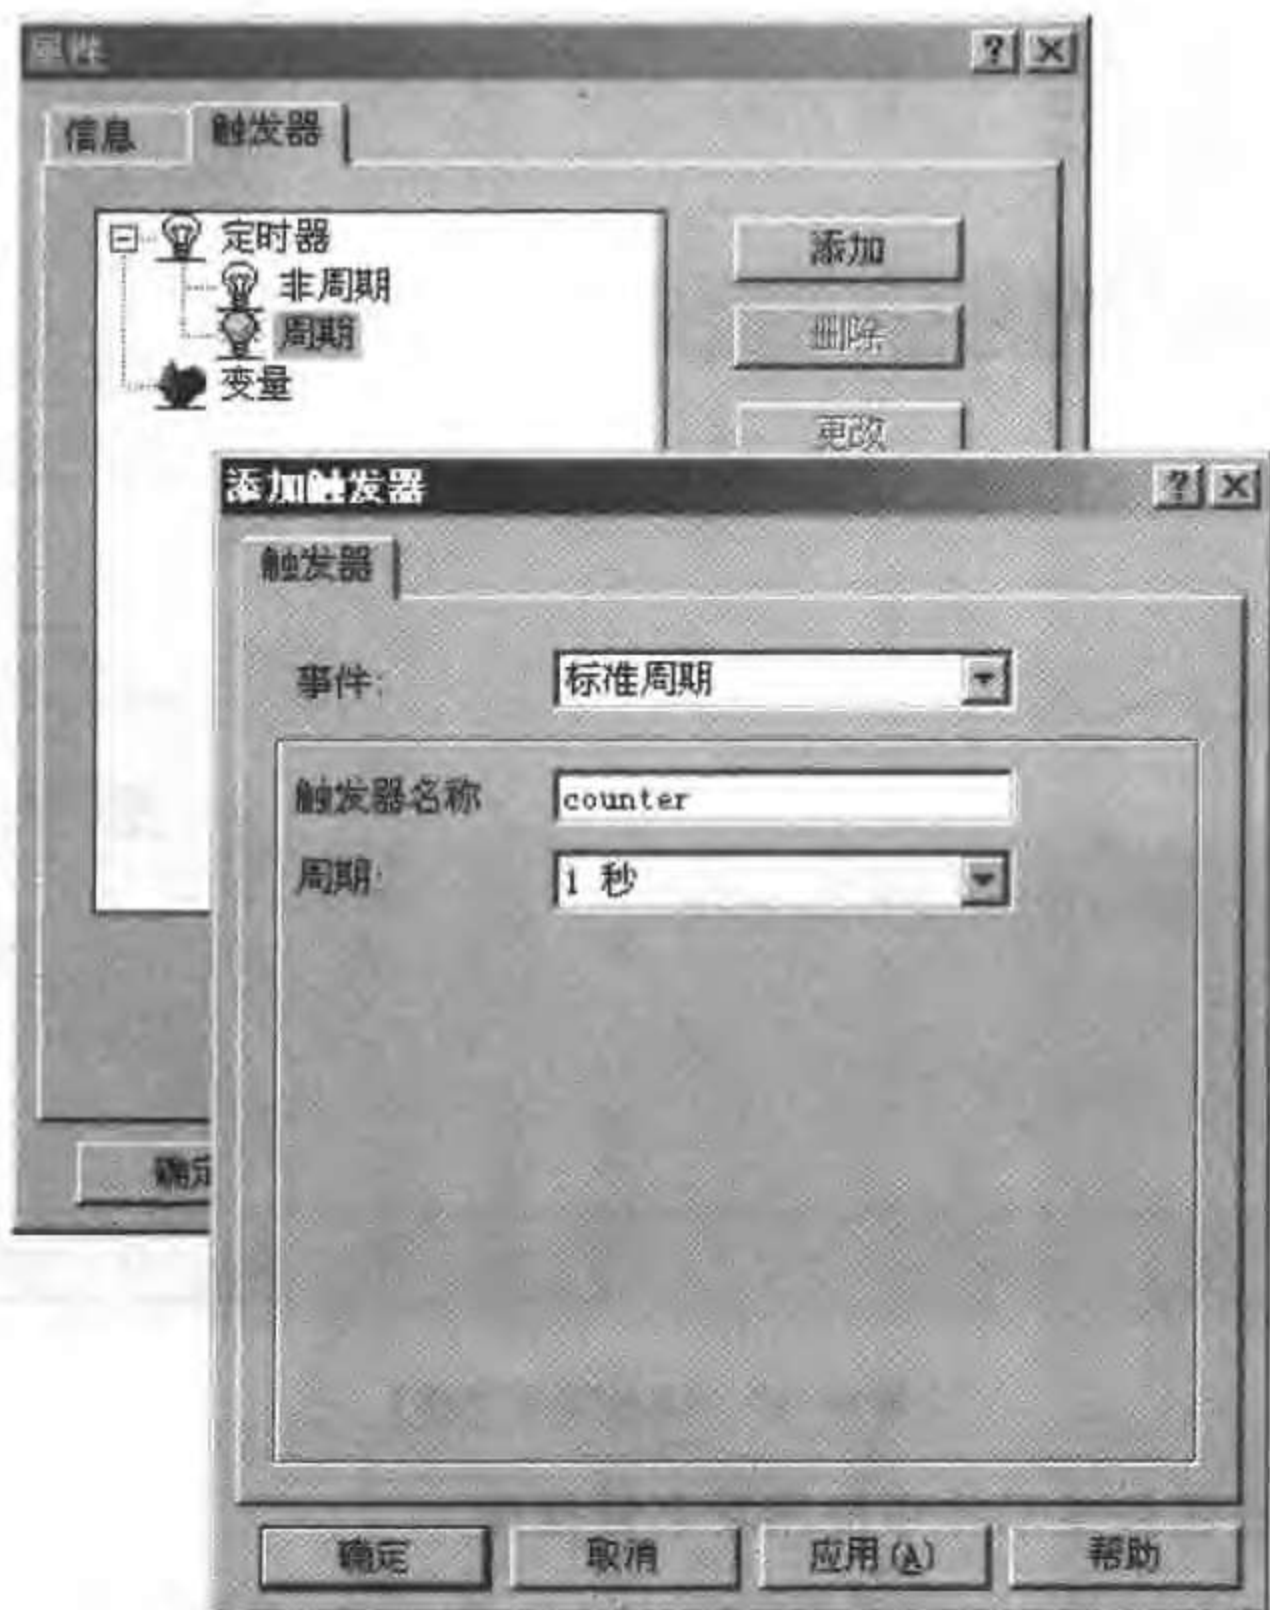 属性
信息 触发器
定时器
非周期
周期
变量
添加
删除
更改
确定
添加触发器
触发器
事件: 标准周期
触发器名称 counter
周期: 1 秒
确定 取消 应用(A) 帮助